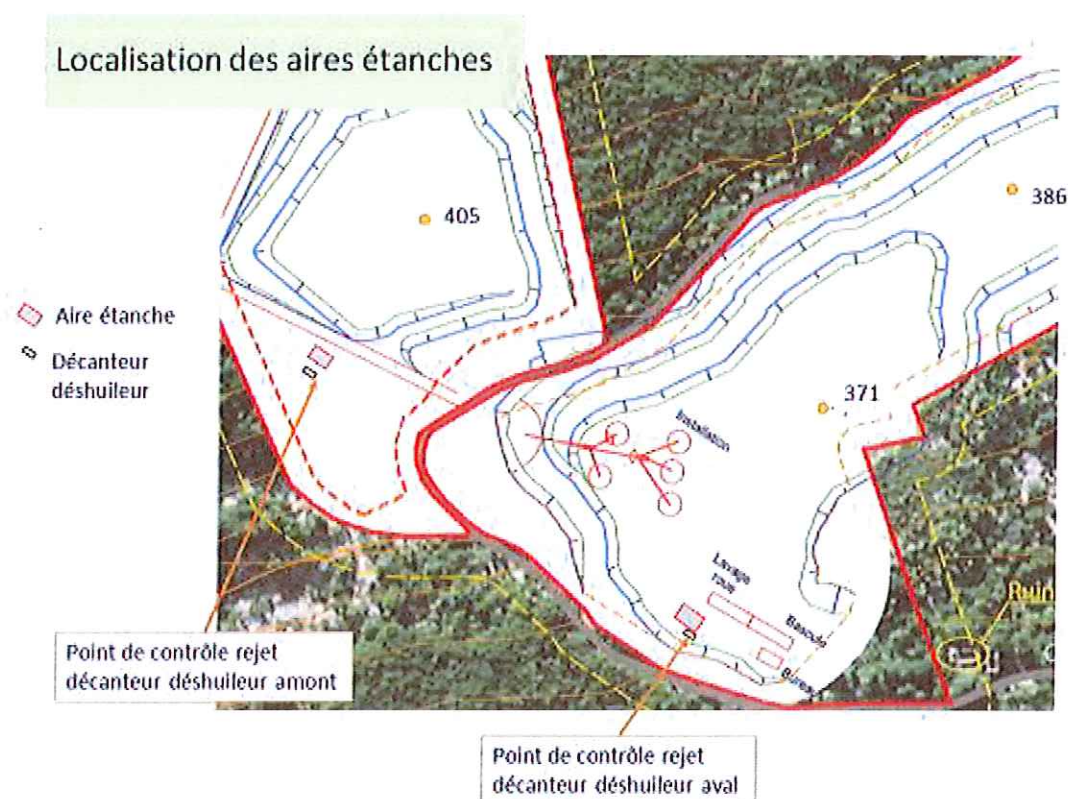 Localisation des aires étanches
405
386
Aire étanche
Décanteur
déshuileur
371
Installation
Lavage
roue
Bascule
Bureau
Ruin
Point de contrôle rejet
décanteur déshuileur amont
Point de contrôle rejet
décanteur déshuileur aval